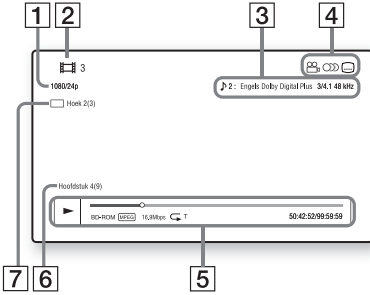 1 2 3 4
3
1080/24p
♪ 2 : Engels Dolby Digital Plus 3/4.1 48 kHz
Hoek 2(3)
Hoofdstuk 4(9)
BD-ROM MPEG 16,9Mbps T 50:42:52/99:59:59
7 6 5